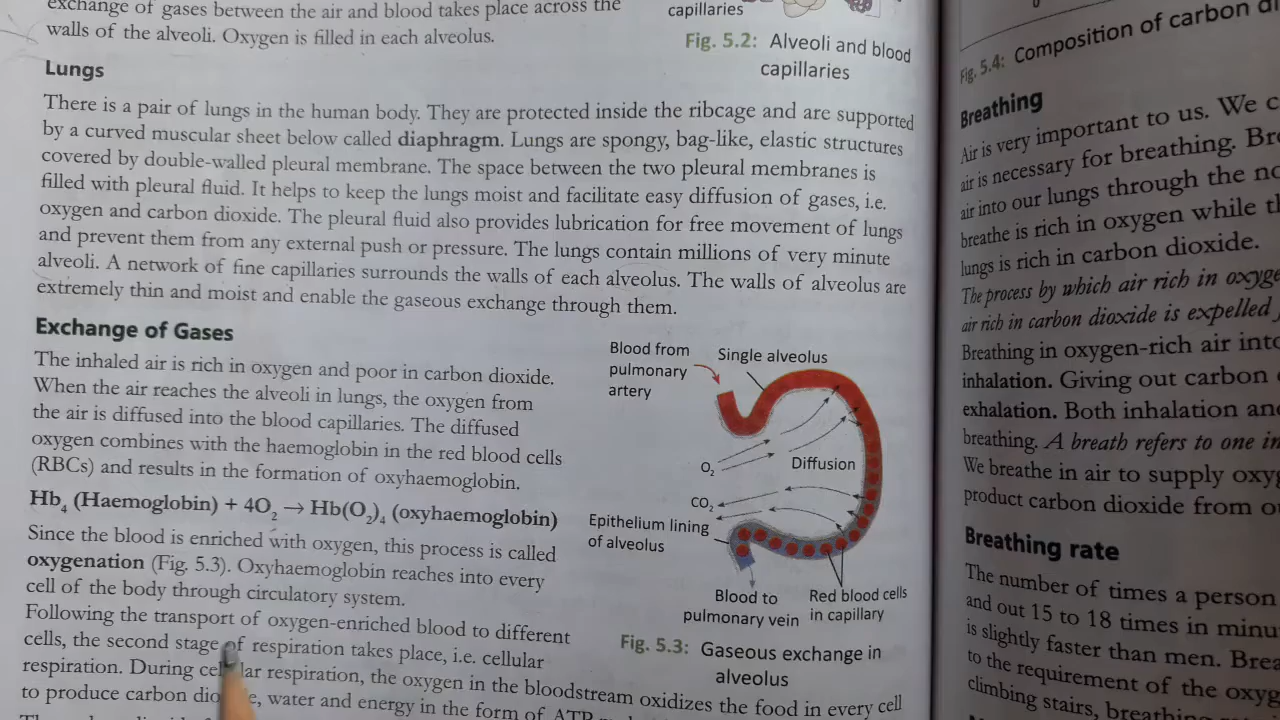 exchange of gases between the air and blood takes place across the
walls of the alveoli. Oxygen is filled in each alveolus.
capillaries
Fig. 5.2: Alveoli and blood
capillaries
Lungs
There is a pair of lungs in the human body. They are protected inside the ribcage and are supported
by a curved muscular sheet below called diaphragm. Lungs are spongy, bag-like, elastic structures
covered by double-walled pleural membrane. The space between the two pleural membranes is
filled with pleural fluid. It helps to keep the lungs moist and facilitate easy diffusion of gases, i.e.
oxygen and carbon dioxide. The pleural fluid also provides lubrication for free movement of lungs
and prevent them from any external push or pressure. The lungs contain millions of very minute
alveoli. A network of fine capillaries surrounds the walls of each alveolus. The walls of alveolus are
extremely thin and moist and enable the gaseous exchange through them.
Exchange of Gases
The inhaled air is rich in oxygen and poor in carbon dioxide.
When the air reaches the alveoli in lungs, the oxygen from
the air is diffused into the blood capillaries. The diffused
oxygen combines with the haemoglobin in the red blood cells
(RBCs) and results in the formation of oxyhaemoglobin.
Hb₄ (Haemoglobin) + 4O₂ → Hb(O₂)₄ (oxyhaemoglobin)
Since the blood is enriched with oxygen, this process is called
oxygenation (Fig. 5.3). Oxyhaemoglobin reaches into every
cell of the body through circulatory system.
Following the transport of oxygen-enriched blood to different
cells, the second stage of respiration takes place, i.e. cellular
respiration. During respiration, the oxygen in the bloodstream oxidizes the food in every cell
to produce carbon water and energy in the form of ATP
Blood from
pulmonary
artery
Single alveolus
O₂
Diffusion
CO₂
Epithelium lining
of alveolus
Blood to
pulmonary vein
Red blood cells
in capillary
Fig. 5.3: Gaseous exchange in
alveolus
Fig. 5.4: Composition of carbon
Breathing
Air is very important to us. We
air is necessary for breathing.
air into our lungs through the
breathe is rich in oxygen while
lungs is rich in carbon dioxide.
The process by which air rich in
air rich in carbon dioxide is expelled
Breathing in oxygen-rich air
inhalation. Giving out carbon
exhalation. Both inhalation
breathing. A breath refers to one
We breathe in air to supply
product carbon dioxide from
Breathing rate
The number of times a person
and out 15 to 18 times in
is slightly faster than men.
to the requirement of the
climbing stairs,